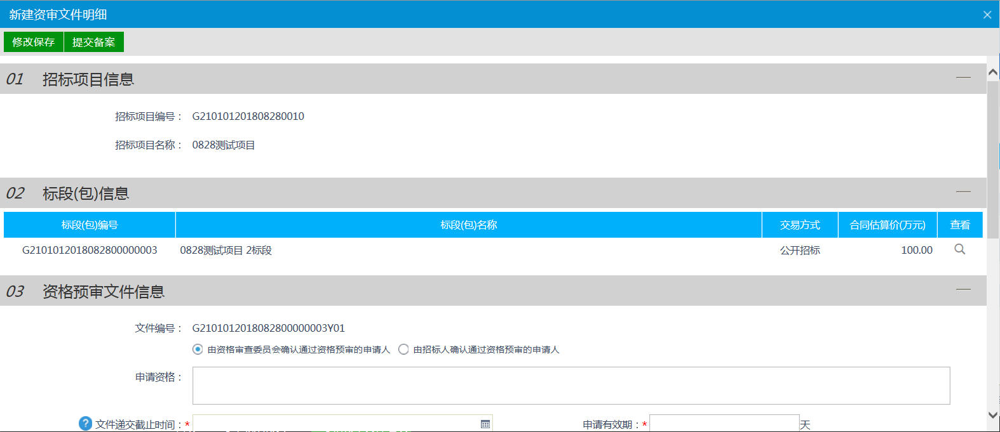 新建资审文件明细
修改保存 提交备案
01 招标项目信息
招标项目编号： G210101201808280010
招标项目名称： 0828测试项目
02 标段(包)信息
标段(包)编号 标段(包)名称 交易方式 合同估算价(万元) 查看
G2101012018082800000003 0828测试项目 2标段 公开招标 100.00
03 资格预审文件信息
文件编号： G2101012018082800000003Y01
由资格审查委员会确认通过资格预审的申请人 由招标人确认通过资格预审的申请人
申请资格：
? 文件递交截止时间：* 申请有效期：* 天